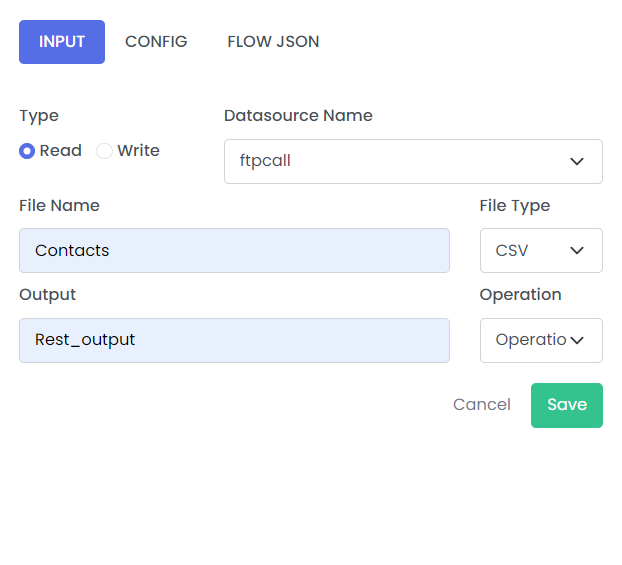 INPUT CONFIG FLOW JSON
Type Datasource Name
Read Write ftpcall
File Name File Type
Contacts CSV
Output Operation
Rest_output Operatio
Cancel Save